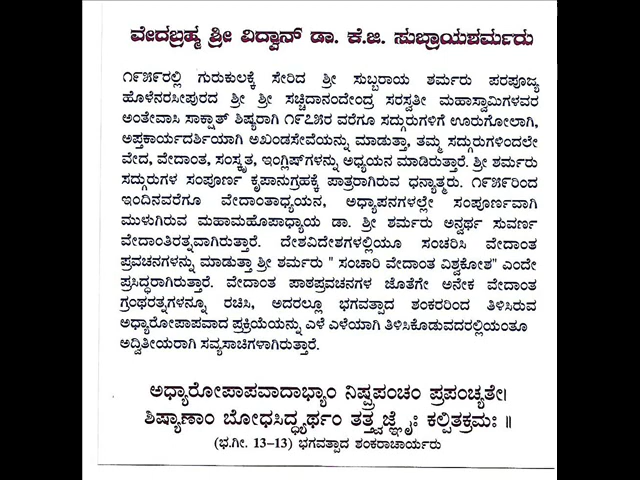 ವೇದಬ್ರಹ್ಮ ಶ್ರೀ ವಿದ್ವಾನ್ ಡಾ. ಕೆ.ಜಿ. ಸುಬ್ರಾಯಶರ್ಮರು
೧೯೫೯ರಲ್ಲಿ ಗುರುಕುಲಕ್ಕೆ ಸೇರಿದ ಶ್ರೀ ಸುಬ್ಬರಾಯ ಶರ್ಮರು ಪರಪೂಜ್ಯ
ಹೊಳೆನರಸೀಪುರದ ಶ್ರೀ ಶ್ರೀ ಸಚ್ಚಿದಾನಂದೇಂದ್ರ ಸರಸ್ವತೀ ಮಹಾಸ್ವಾಮಿಗಳವರ
ಅಂತೇವಾಸಿ ಸಾಕ್ಷಾತ್ ಶಿಷ್ಯರಾಗಿ ೧೯೭೫ರ ವರೆಗೂ ಸದ್ಗುರುಗಳಿಗೆ ಊರುಗೋಲಾಗಿ,
ಅಪ್ತಕಾರ್ಯದರ್ಶಿಯಾಗಿ ಅಖಂಡಸೇವೆಯನ್ನು ಮಾಡುತ್ತಾ, ತಮ್ಮ ಸದ್ಗುರುಗಳಿಂದಲೇ
ವೇದ, ವೇದಾಂತ, ಸಂಸ್ಕೃತ, ಇಂಗ್ಲಿಷ್‌ಗಳನ್ನು ಅಧ್ಯಯನ ಮಾಡಿರುತ್ತಾರೆ. ಶ್ರೀ ಶರ್ಮರು
ಸದ್ಗುರುಗಳ ಸಂಪೂರ್ಣ ಕೃಪಾನುಗ್ರಹಕ್ಕೆ ಪಾತ್ರರಾಗಿರುವ ಧನ್ಯಾತ್ಮರು. ೧೯೫೯ರಿಂದ
ಇಂದಿನವರೆಗೂ ವೇದಾಂತಾಧ್ಯಯನ, ಅಧ್ಯಾಪನಗಳಲ್ಲೇ ಸಂಪೂರ್ಣವಾಗಿ
ಮುಳುಗಿರುವ ಮಹಾಮಹೋಪಾಧ್ಯಾಯ ಡಾ. ಶ್ರೀ ಶರ್ಮರು ಅನ್ವರ್ಥ ಸುವರ್ಣ
ವೇದಾಂತಿರತ್ನವಾಗಿರುತ್ತಾರೆ. ದೇಶವಿದೇಶಗಳಲ್ಲಿಯೂ ಸಂಚರಿಸಿ ವೇದಾಂತ
ಪ್ರವಚನಗಳನ್ನು ಮಾಡುತ್ತಾ ಶ್ರೀ ಶರ್ಮರು " ಸಂಚಾರಿ ವೇದಾಂತ ವಿಶ್ವಕೋಶ" ಎಂದೇ
ಪ್ರಸಿದ್ಧರಾಗಿರುತ್ತಾರೆ. ವೇದಾಂತ ಪಾಠಪ್ರವಚನಗಳ ಜೊತೆಗೇ ಅನೇಕ ವೇದಾಂತ
ಗ್ರಂಥರತ್ನಗಳನ್ನೂ ರಚಿಸಿ, ಅದರಲ್ಲೂ ಭಗವತ್ಪಾದ ಶಂಕರರಿಂದ ತಿಳಿಸಿರುವ
ಅಧ್ಯಾರೋಪಾಪವಾದ ಪ್ರಕ್ರಿಯೆಯನ್ನು ಎಳೆ ಎಳೆಯಾಗಿ ತಿಳಿಸಿಕೊಡುವದರಲ್ಲಿಯಂತೂ
ಅದ್ವಿತೀಯರಾಗಿ ಸವ್ಯಸಾಚಿಗಳಾಗಿರುತ್ತಾರೆ.
ಅಧ್ಯಾರೋಪಾಪವಾದಾಭ್ಯಾಂ ನಿಷ್ಪ್ರಪಂಚಂ ಪ್ರಪಂಚ್ಯತೇ।
ಶಿಷ್ಯಾಣಾಂ ಬೋಧಸಿದ್ಧ್ಯರ್ಥಂ ತತ್ತ್ವಜ್ಞೈಃ ಕಲ್ಪಿತಕ್ರಮಃ ॥
(ಭ.ಗೀ. 13–13) ಭಗವತ್ಪಾದ ಶಂಕರಾಚಾರ್ಯರು